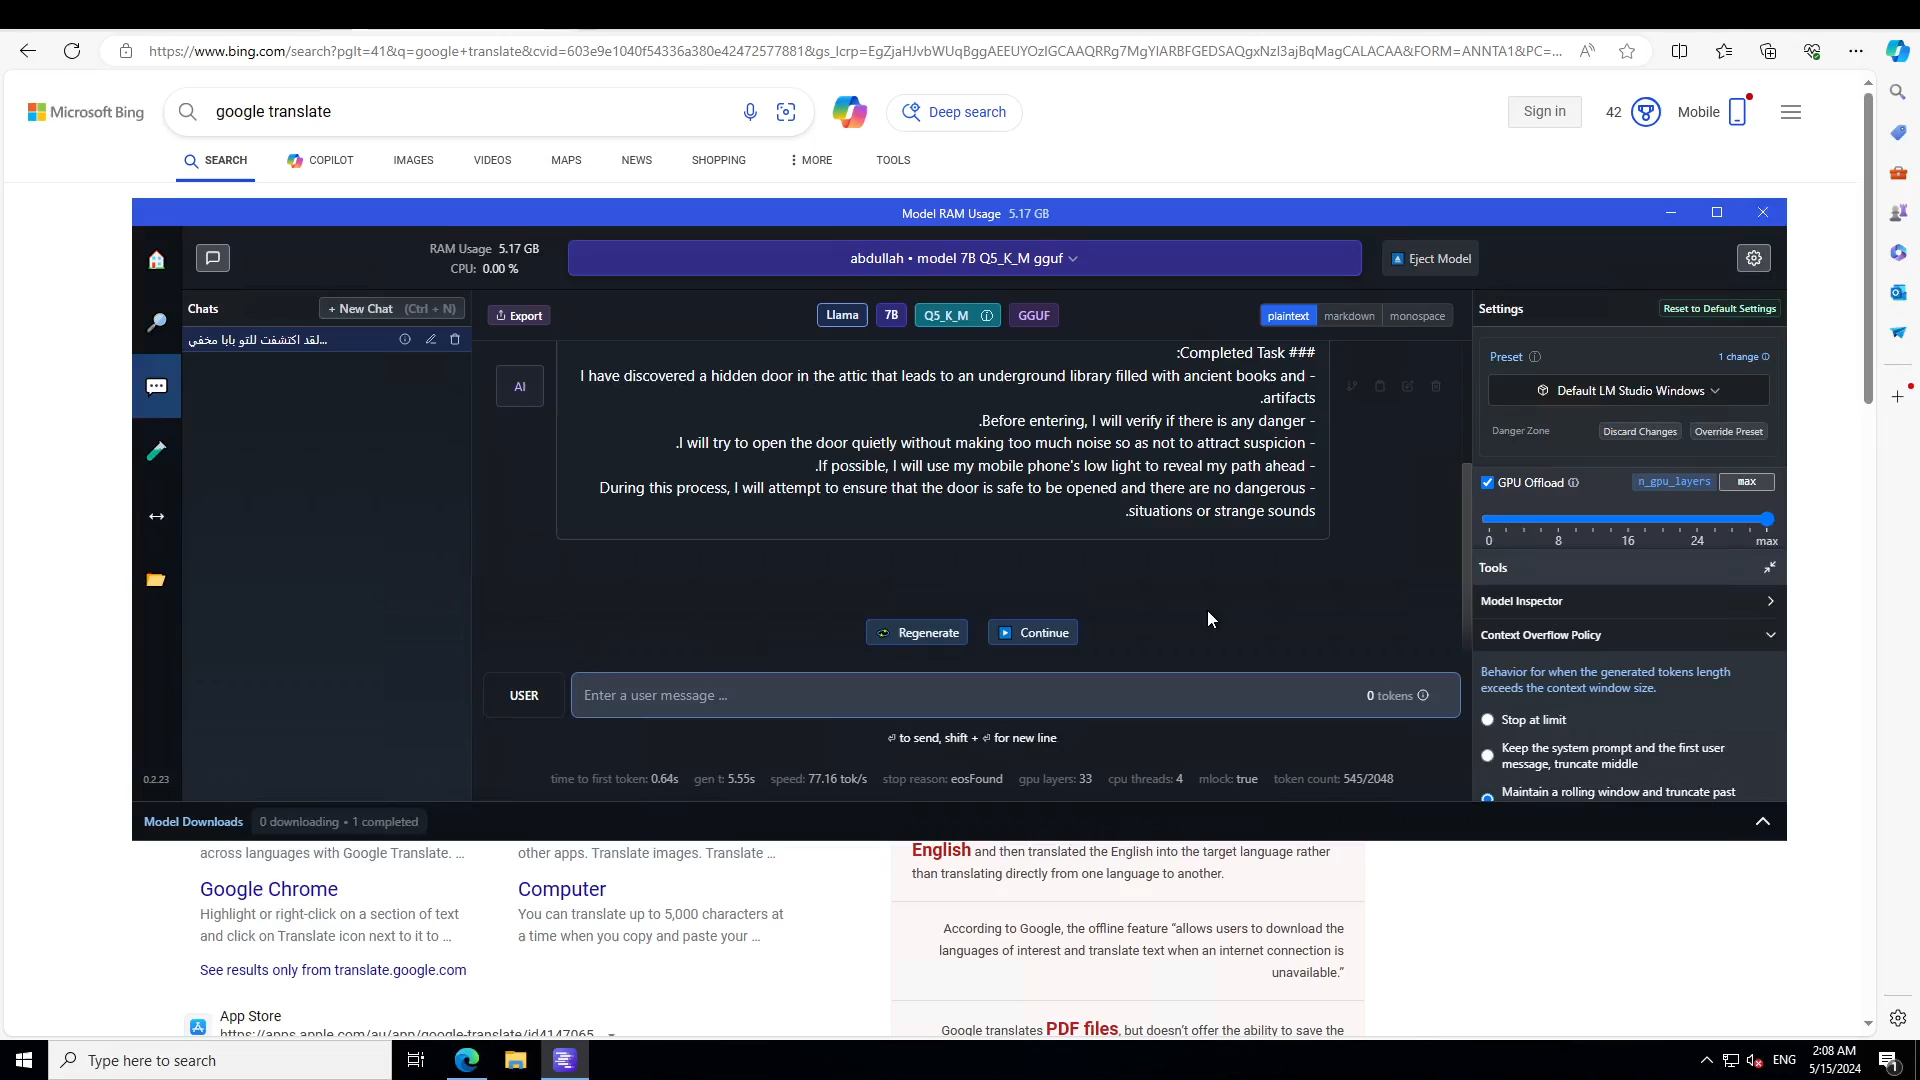 https://www.bing.com/search?pglt=41&q=google+translate&cvid=603e9e1040f54336a380e42472577881&gs_lcrp=EgZjaHJvbWUqBggAEEUYOzIGCAAQRRg7MgYIARBFGEDSAQgxNzI3ajBqMagCALACAA&FORM=ANNTA1&PC=...
Microsoft Bing
google translate
Deep search
Sign in
42
Mobile
SEARCH
COPILOT
IMAGES
VIDEOS
MAPS
NEWS
SHOPPING
MORE
TOOLS
Model RAM Usage 5.17 GB
RAM Usage 5.17 GB
CPU: 0.00 %
abdullah • model 7B Q5_K_M gguf
Eject Model
Chats
+ New Chat (Ctrl + N)
Export
Llama
7B
Q5_K_M
GGUF
plaintext
markdown
monospace
Settings
Reset to Default Settings
لقد اكتشفت للتو بابا مخفي...
AI
:Completed Task ###
I have discovered a hidden door in the attic that leads to an underground library filled with ancient books and -
.artifacts
.Before entering, I will verify if there is any danger -
.I will try to open the door quietly without making too much noise so as not to attract suspicion -
.If possible, I will use my mobile phone's low light to reveal my path ahead -
During this process, I will attempt to ensure that the door is safe to be opened and there are no dangerous -
.situations or strange sounds
Preset
1 change
Default LM Studio Windows
Danger Zone
Discard Changes
Override Preset
GPU Offload
n_gpu_layers
max
0
8
16
24
max
Tools
Model Inspector
Context Overflow Policy
Behavior for when the generated tokens length
exceeds the context window size.
Stop at limit
Keep the system prompt and the first user
message, truncate middle
Maintain a rolling window and truncate past
Regenerate
Continue
USER
Enter a user message ...
0 tokens
⏎ to send, shift + ⏎ for new line
0.2.23
time to first token: 0.64s
gen t: 5.55s
speed: 77.16 tok/s
stop reason: eosFound
gpu layers: 33
cpu threads: 4
mlock: true
token count: 545/2048
Model Downloads
0 downloading • 1 completed
across languages with Google Translate. ...
other apps. Translate images. Translate ...
Google Chrome
Highlight or right-click on a section of text
and click on Translate icon next to it to ...
Computer
You can translate up to 5,000 characters at
a time when you copy and paste your ...
See results only from translate.google.com
App Store
https://apps.apple.com/au/app/google-translate/id4147065...
English and then translated the English into the target language rather
than translating directly from one language to another.
According to Google, the offline feature “allows users to download the
languages of interest and translate text when an internet connection is
unavailable.”
Google translates PDF files, but doesn’t offer the ability to save the
Type here to search
ENG
2:08 AM
5/15/2024
1